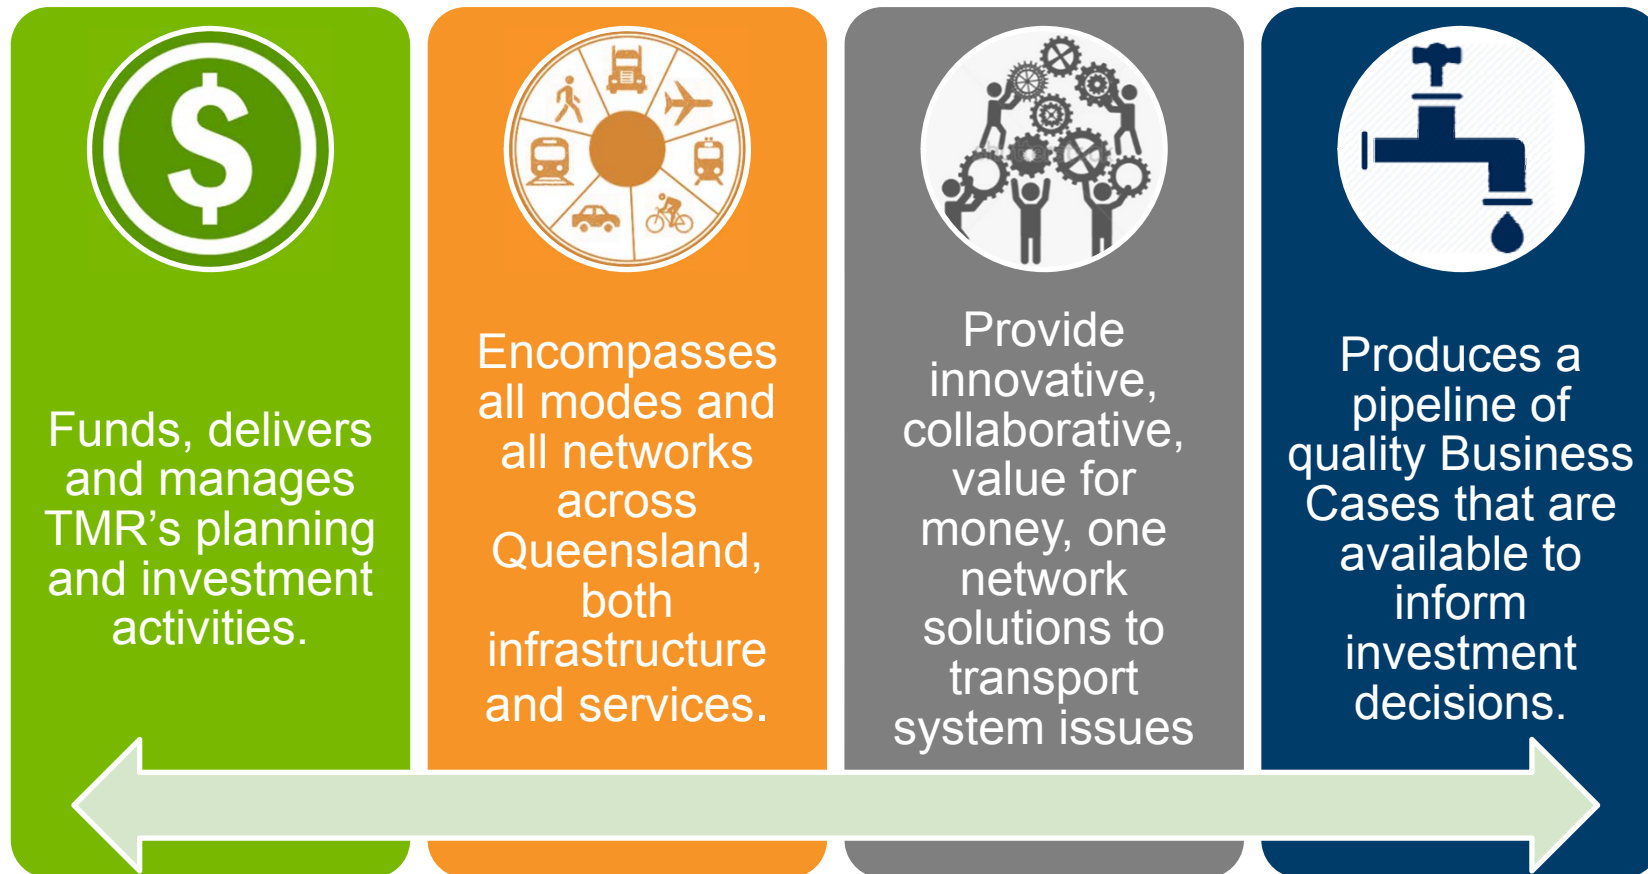 $
Funds, delivers
and manages
TMR’s planning
and investment
activities.
Encompasses
all modes and
all networks
across
Queensland,
both
infrastructure
and services.
Provide
innovative,
collaborative,
value for
money, one
network
solutions to
transport
system issues
Produces a
pipeline of
quality Business
Cases that are
available to
inform
investment
decisions.